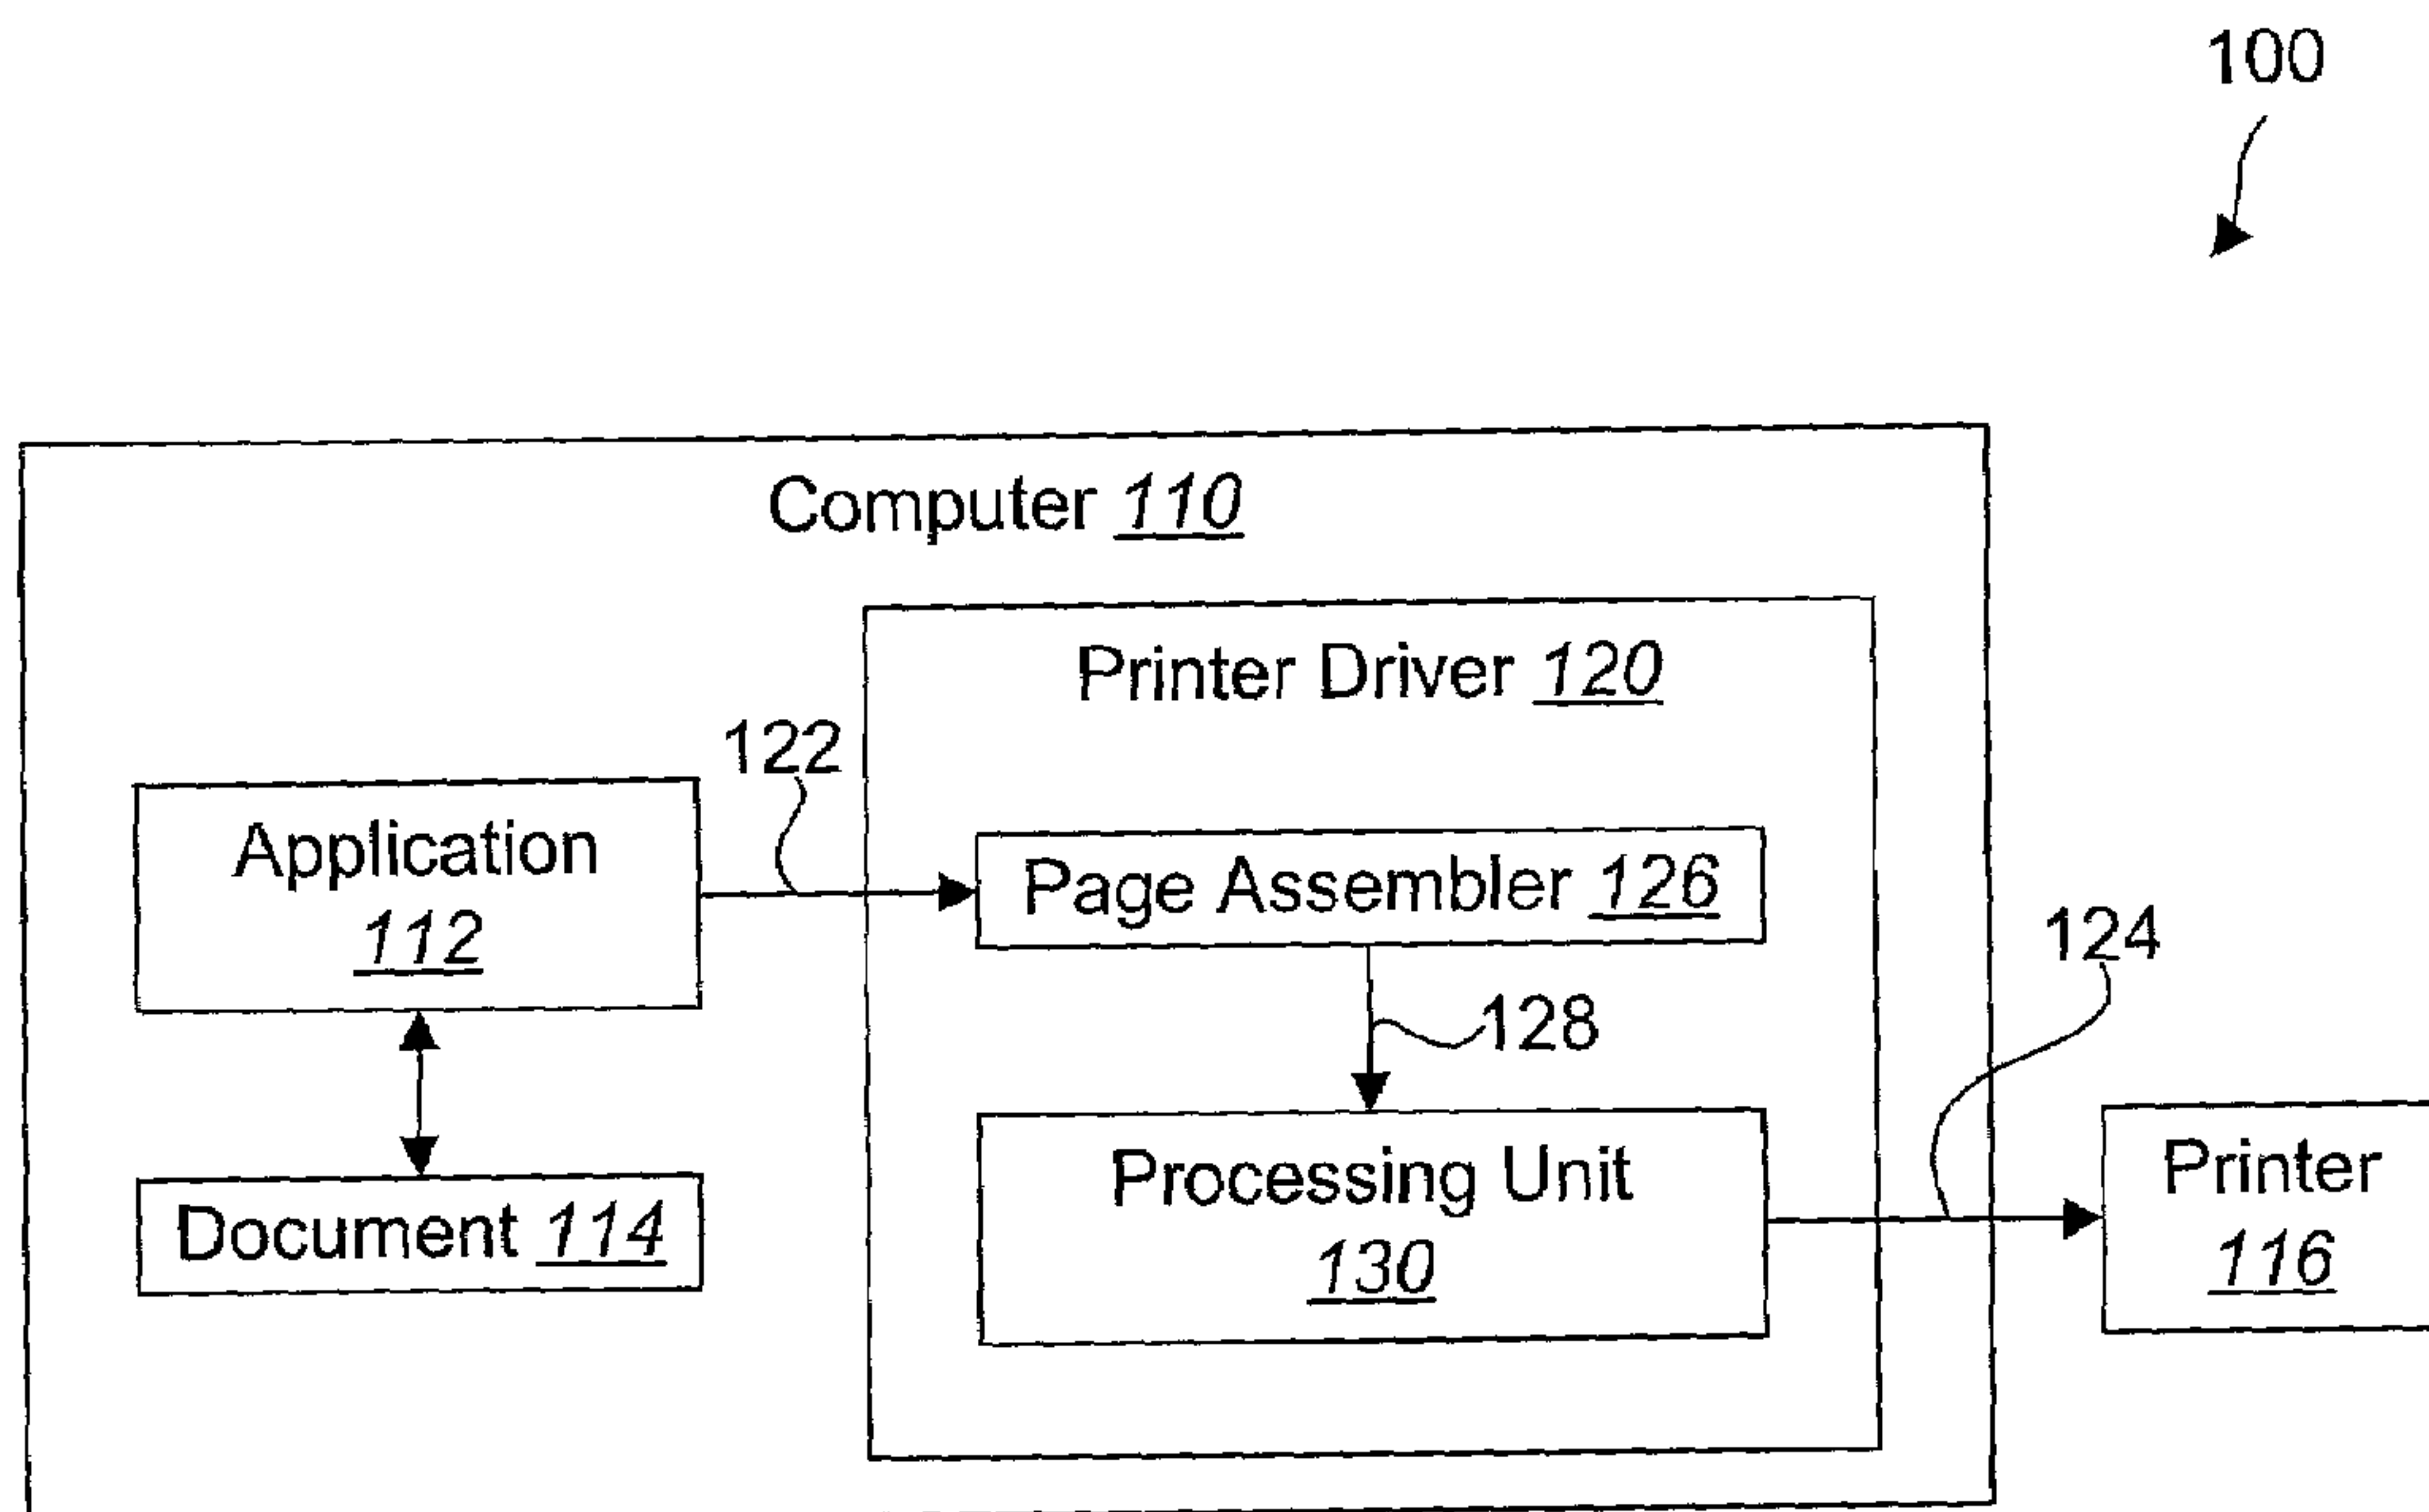 100
Computer 110
Printer Driver 120
122
Application
112
Page Assembler 126
124
128
Document 114
Processing Unit
130
Printer
116